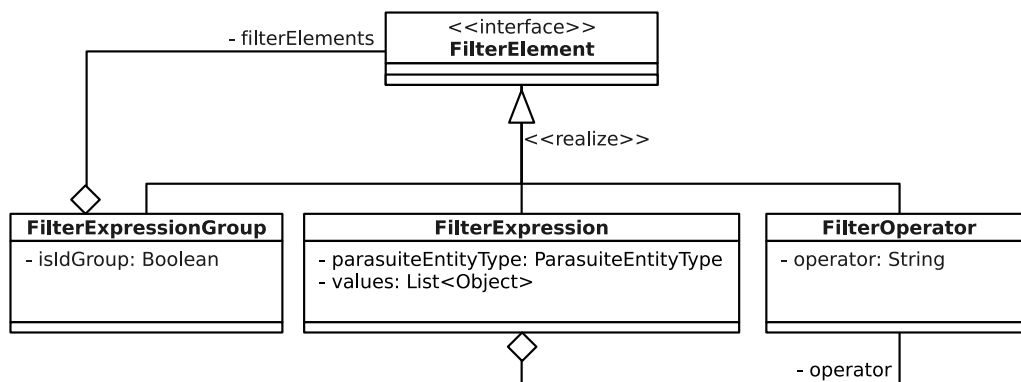 <<interface>>
- filterElements
FilterElement
<<realize>>
FilterExpressionGroup
- isIdGroup: Boolean
FilterExpression
- parasuiteEntityType: ParasuiteEntityType
- values: List<Object>
FilterOperator
- operator: String
- operator